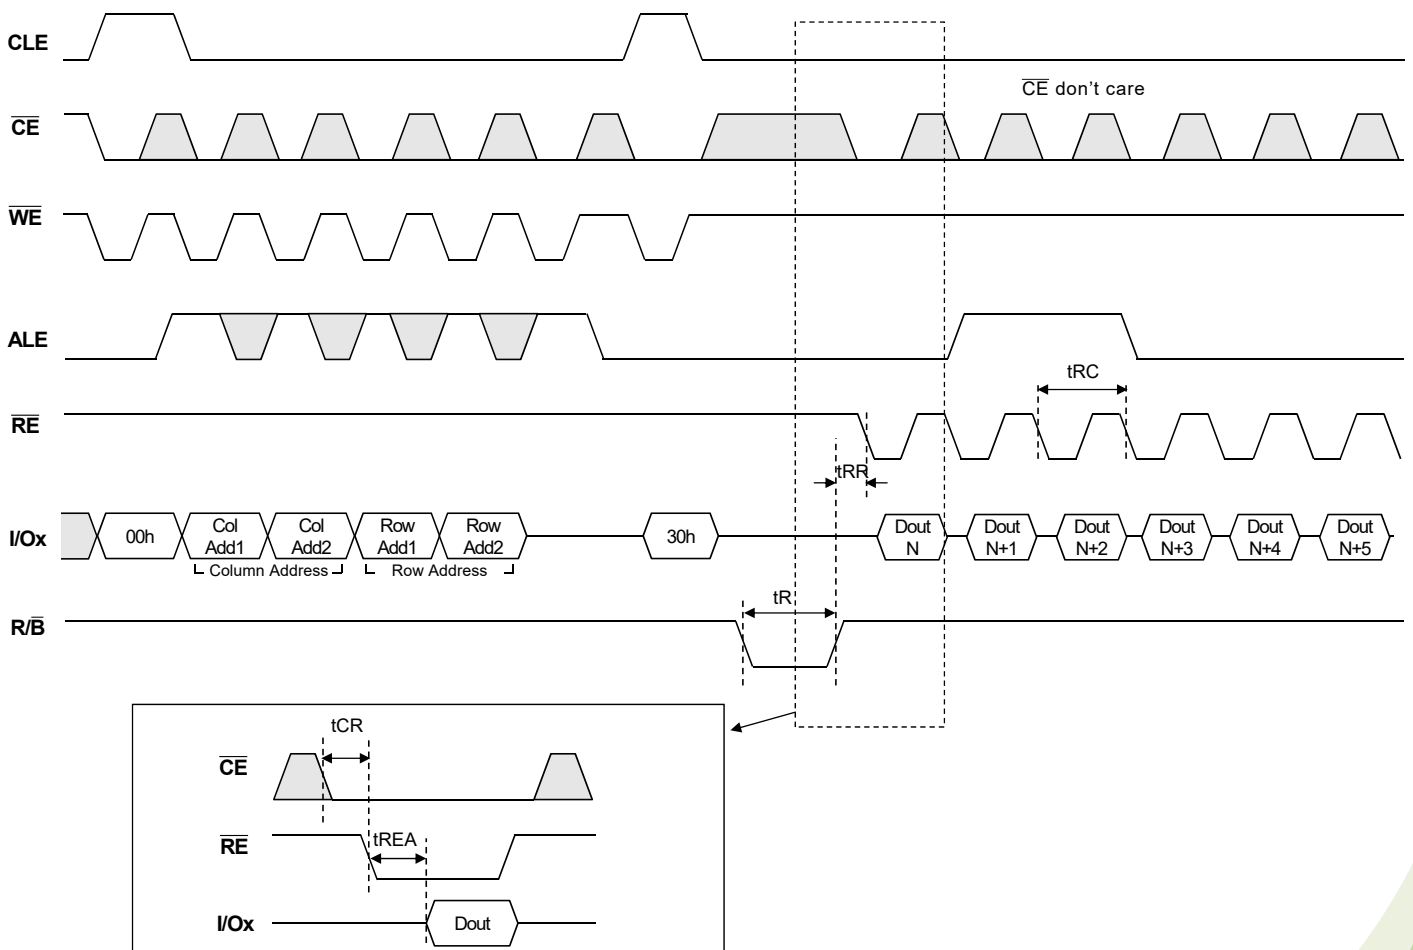 CLE
CE don't care
CE
WE
ALE
tRC
RE
tRR
I/Ox
00h
Col Add1
Col Add2
Row Add1
Row Add2
30h
Dout N
Dout N+1
Dout N+2
Dout N+3
Dout N+4
Dout N+5
Column Address
Row Address
tR
R/B̅
tCR
CE
tREA
RE
I/Ox
Dout